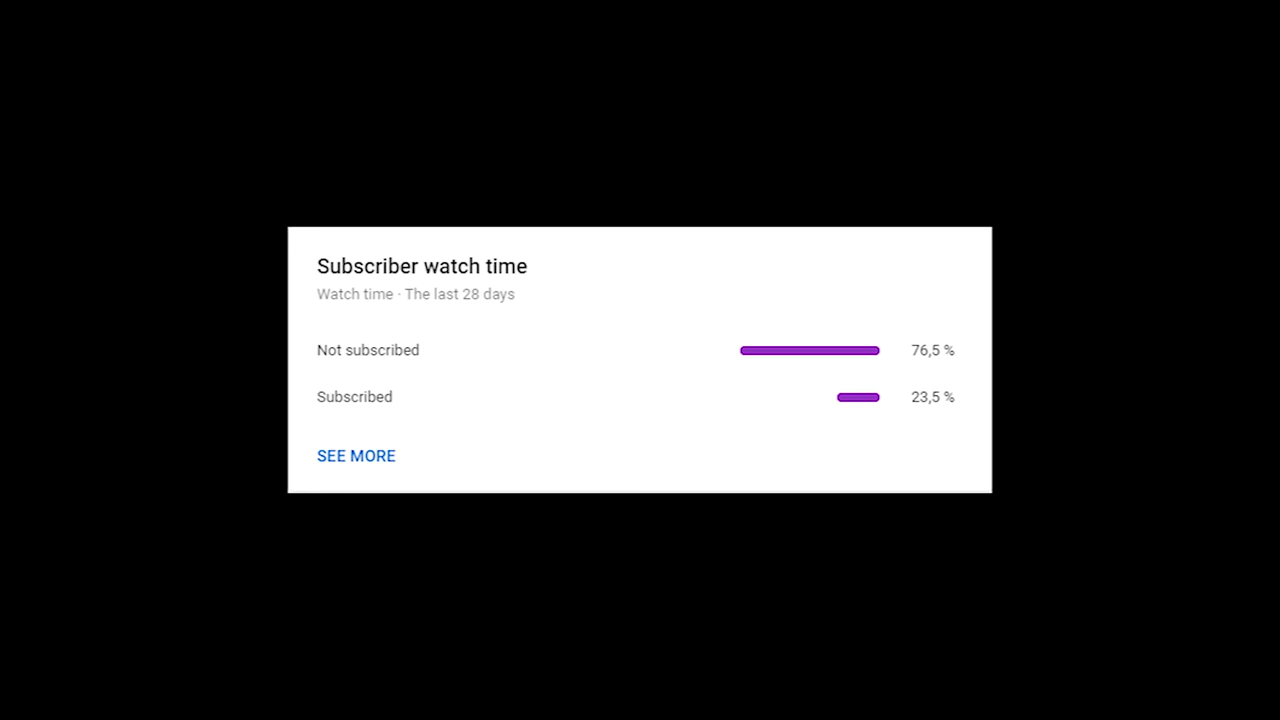 Subscriber watch time
Watch time · The last 28 days
Not subscribed 76,5 %
Subscribed 23,5 %
SEE MORE